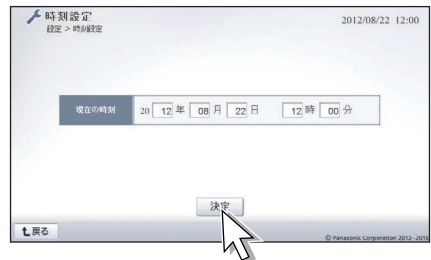 時刻設定
設定 > 時刻設定
2012/08/22 12:00
現在の時刻 20 12 年 08 月 22 日 12 時 00 分
決定
戻る
© Panasonic Corporation 2012-2015